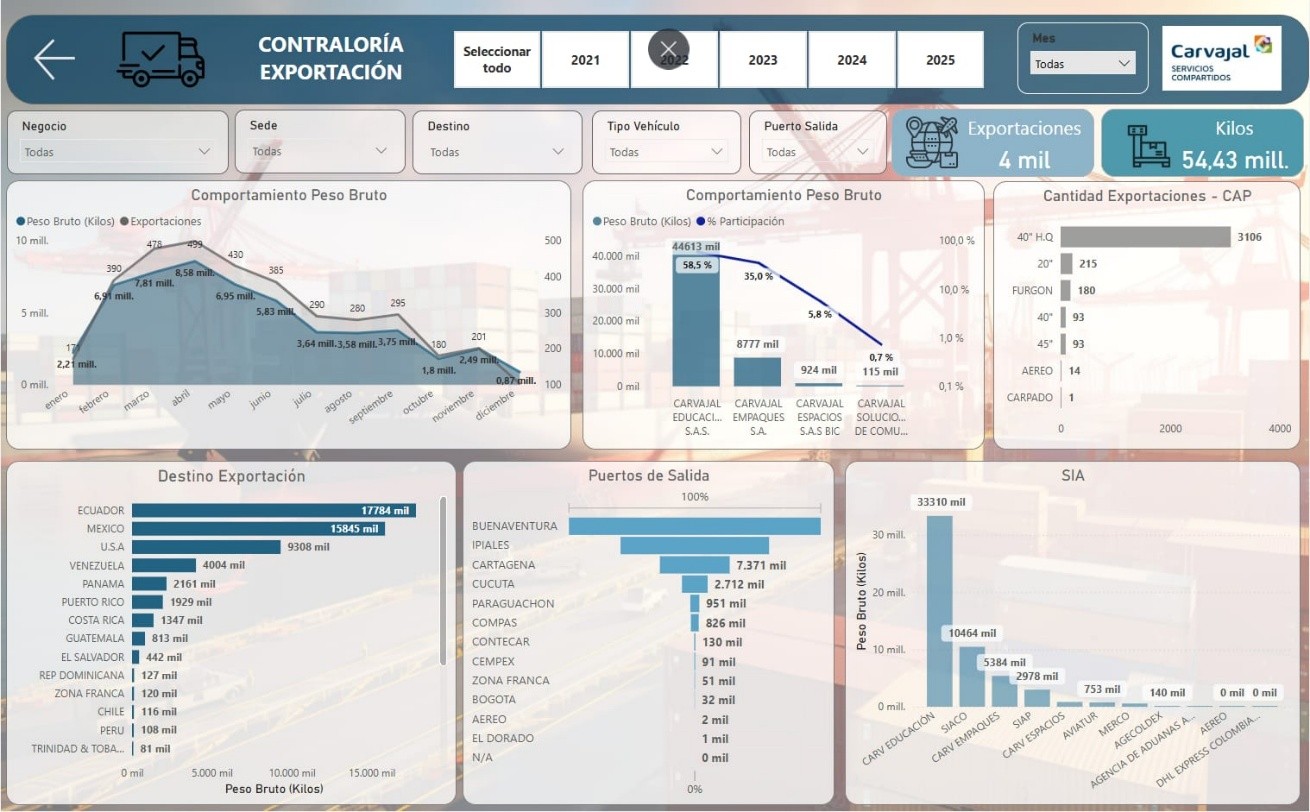 CONTRALORÍA
EXPORTACIÓN
Seleccionar
todo
2021
2022
2023
2024
2025
Mes
Todas
Carvajal
SERVICIOS
COMPARTIDOS
Negocio
Todas
Sede
Todas
Destino
Todas
Tipo Vehículo
Todas
Puerto Salida
Todas
Exportaciones
4 mil
Kilos
54,43 mill.
Comportamiento Peso Bruto
Peso Bruto (Kilos) Exportaciones
10 mill.
5 mill.
0 mill.
500
400
300
200
100
390
478
499
430
385
290
280
295
180
201
2,21 mill.
6,91 mill.
7,81 mill.
8,58 mill.
6,95 mill.
5,83 mill.
3,64 mill.
3,58 mill.
3,75 mill.
1,8 mill.
2,49 mill.
0,87 mill.
enero
febrero
marzo
abril
mayo
junio
julio
agosto
septiembre
octubre
noviembre
diciembre
Comportamiento Peso Bruto
Peso Bruto (Kilos) % Participación
40.000 mil
30.000 mil
20.000 mil
10.000 mil
0 mil
100,0 %
10,0 %
1,0 %
0,1 %
44613 mil
58,5 %
35,0 %
5,8 %
0,7 %
8777 mil
924 mil
115 mil
CARVAJAL
EDUCACI...
S.A.S.
CARVAJAL
EMPAQUES
S.A.
CARVAJAL
ESPACIOS
S.A.S BIC
CARVAJAL
SOLUCIO...
DE COMU...
Cantidad Exportaciones - CAP
40" H.Q 3106
20" 215
FURGON 180
40" 93
45" 93
AEREO 14
CARPADO 1
0 2000 4000
Destino Exportación
ECUADOR 17784 mil
MEXICO 15845 mil
U.S.A 9308 mil
VENEZUELA 4004 mil
PANAMA 2161 mil
PUERTO RICO 1929 mil
COSTA RICA 1347 mil
GUATEMALA 813 mil
EL SALVADOR 442 mil
REP DOMINICANA 127 mil
ZONA FRANCA 120 mil
CHILE 116 mil
PERU 108 mil
TRINIDAD & TOBA... 81 mil
0 mil 5.000 mil 10.000 mil 15.000 mil
Peso Bruto (Kilos)
Puertos de Salida
100%
BUENAVENTURA
IPIALES
CARTAGENA 7.371 mil
CUCUTA 2.712 mil
PARAGUACHON 951 mil
COMPAS 826 mil
CONTECAR 130 mil
CEMPEX 91 mil
ZONA FRANCA 51 mil
BOGOTA 32 mil
AEREO 2 mil
EL DORADO 1 mil
N/A 0 mil
0%
SIA
Peso Bruto (Kilos)
30 mill.
20 mill.
10 mill.
0 mill.
33310 mil
10464 mil
5384 mil
2978 mil
753 mil
140 mil
0 mil
0 mil
CARV EDUCACIÓN
SIACO
CARV EMPAQUES
SIAP
CARV ESPACIOS
AVIATUR
MERCO
AGECOLDEX
AGENCIA DE ADUANAS A...
AEREO
DHL EXPRESS COLOMBIA...